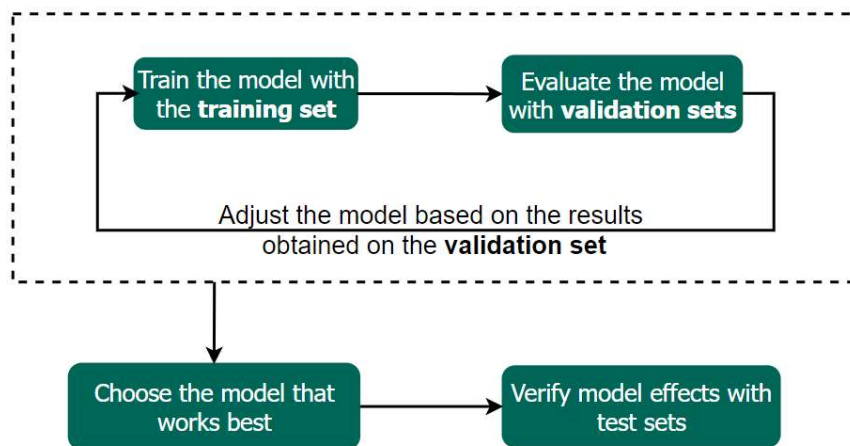 Train the model with
the training set
Evaluate the model
with validation sets
Adjust the model based on the results
obtained on the validation set
Choose the model that
works best
Verify model effects with
test sets